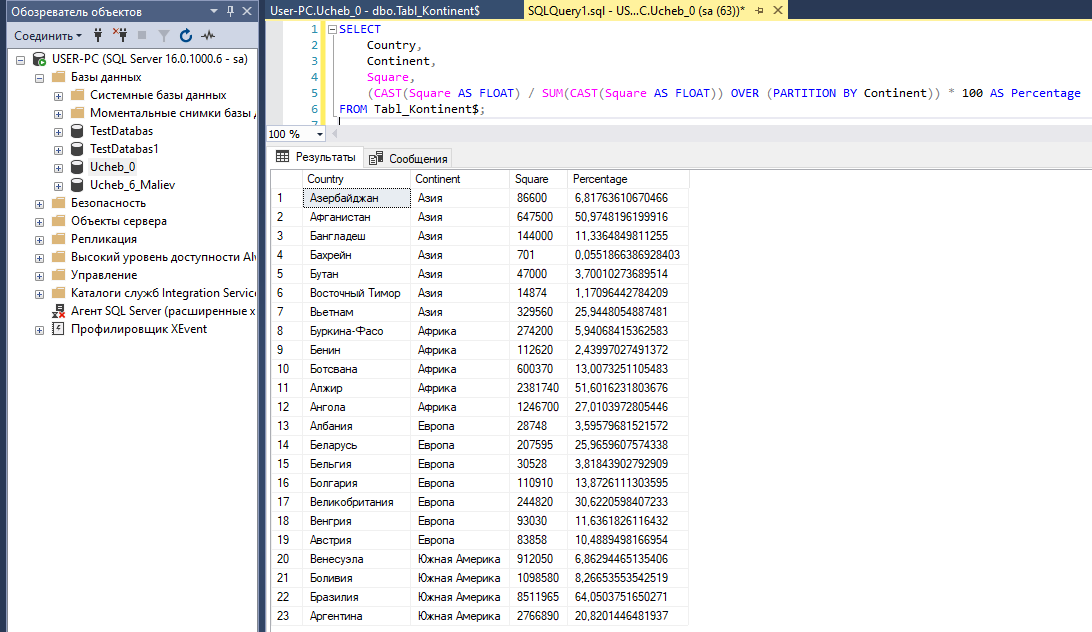 Обозреватель объектов
Соединить
USER-PC (SQL Server 16.0.1000.6 - sa)
Базы данных
Системные базы данных
Моментальные снимки базы
TestDatabas
TestDatabas1
Ucheb_0
Ucheb_6_Maliev
Безопасность
Объекты сервера
Репликация
Высокий уровень доступности Al
Управление
Каталоги служб Integration Service
Агент SQL Server (расширенные х
Профилировщик XEvent
User-PC.Ucheb_0 - dbo.Tabl_Kontinent$ SQLQuery1.sql - US...C.Ucheb_0 (sa (63))*
1 SELECT
2 Country,
3 Continent,
4 Square,
5 (CAST(Square AS FLOAT) / SUM(CAST(Square AS FLOAT)) OVER (PARTITION BY Continent)) * 100 AS Percentage
6 FROM Tabl_Kontinent$;
7
100 %
Результаты Сообщения
Country Continent Square Percentage
1 Азербайджан Азия 86600 6,81763610670466
2 Афганистан Азия 647500 50,9748196199916
3 Бангладеш Азия 144000 11,3364849811255
4 Бахрейн Азия 701 0,0551866386928403
5 Бутан Азия 47000 3,70010273689514
6 Восточный Тимор Азия 14874 1,17096442784209
7 Вьетнам Азия 329560 25,9448054887481
8 Буркина-Фасо Африка 274200 5,94068415362583
9 Бенин Африка 112620 2,43997027491372
10 Ботсвана Африка 600370 13,0073251105483
11 Алжир Африка 2381740 51,6016231803676
12 Ангола Африка 1246700 27,0103972805446
13 Албания Европа 28748 3,59579681521572
14 Беларусь Европа 207595 25,9659607574338
15 Бельгия Европа 30528 3,81843902792909
16 Болгария Европа 110910 13,8726111303595
17 Великобритания Европа 244820 30,6220598407233
18 Венгрия Европа 93030 11,6361826116432
19 Австрия Европа 83858 10,4889498166954
20 Венесуэла Южная Америка 912050 6,86294465135406
21 Боливия Южная Америка 1098580 8,26653553542519
22 Бразилия Южная Америка 8511965 64,0503751650271
23 Аргентина Южная Америка 2766890 20,8201446481937